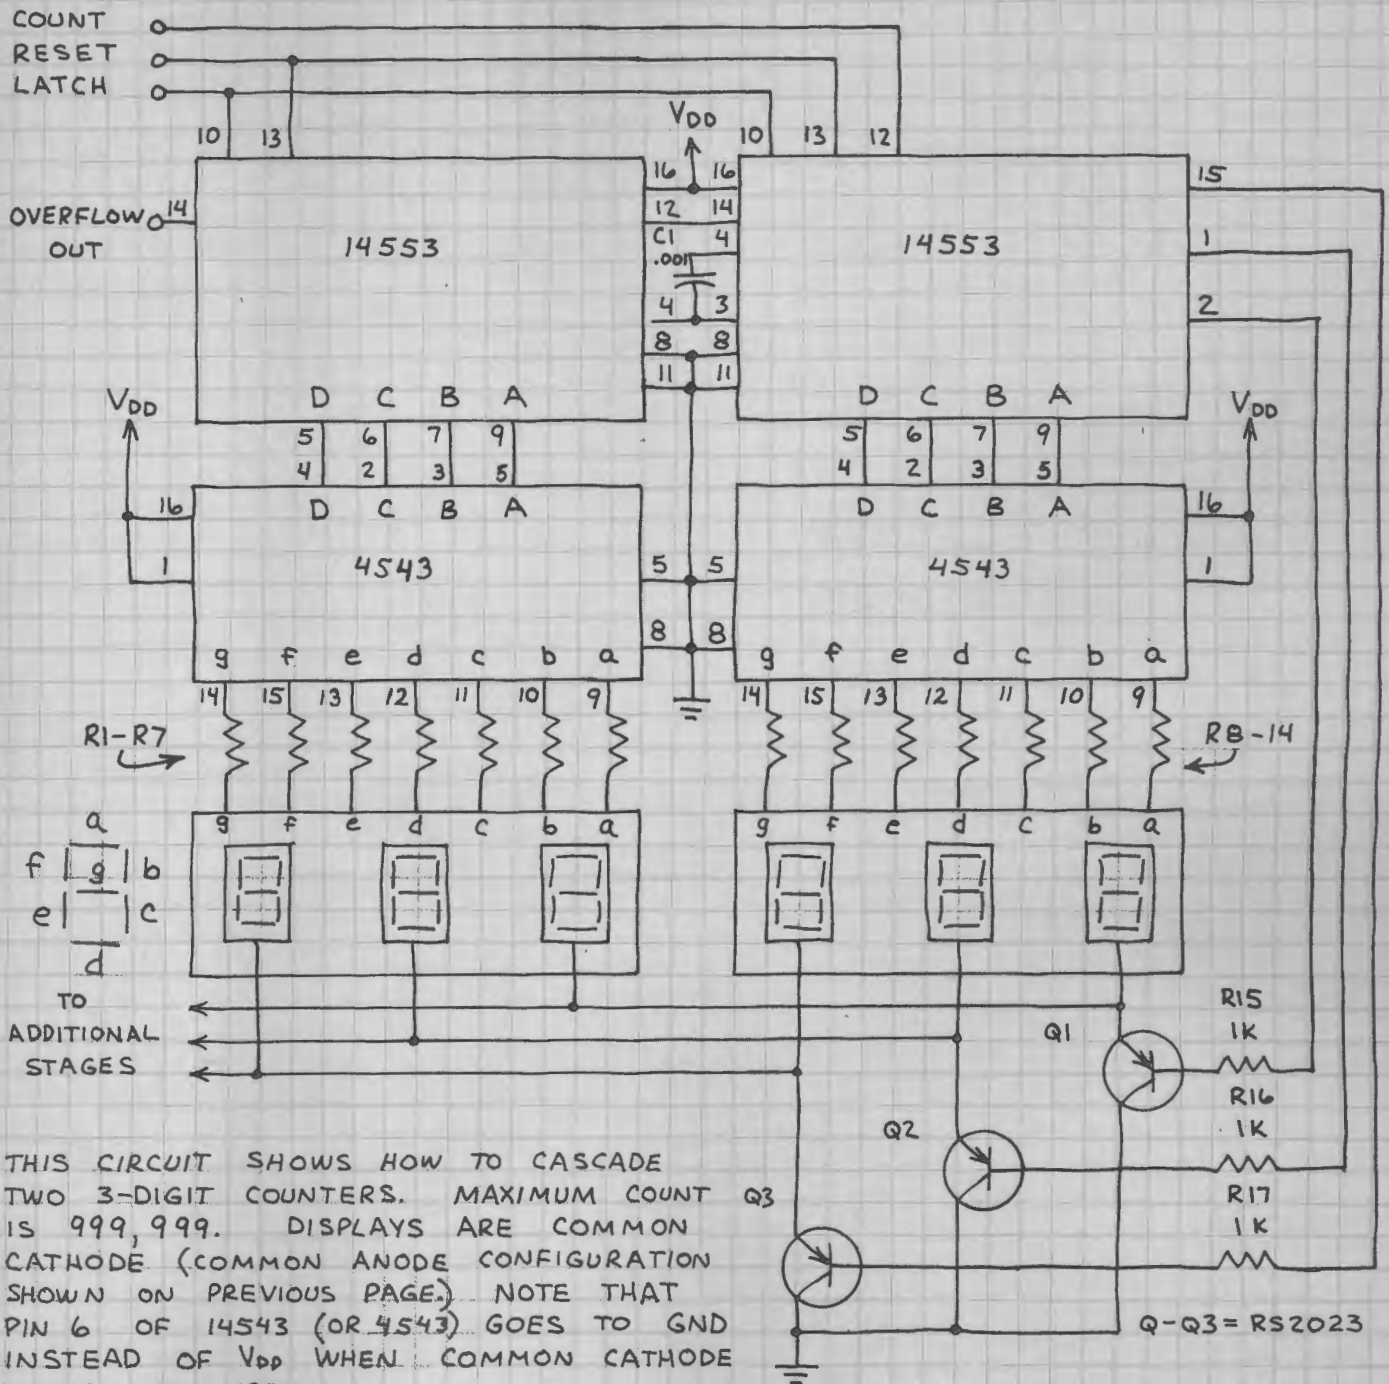 COUNT
RESET
LATCH
10 13
VDD
10 13 12
OVERFLOW
OUT
14
14553
16 16
12 14
C1 4
.001
4 3
8 8
11 11
14553
15
1
2
VDD
D C B A
5 6 7 9
4 2 3 5
D C B A
5 6 7 9
4 2 3 5
VDD
16
1
D C B A
4543
5 5
8 8
D C B A
4543
16
1
g f e d c b a
14 15 13 12 11 10 9
g f e d c b a
14 15 13 12 11 10 9
R1-R7
R8-14
g f e d c b a
g f e d c b a
a
f g b
e c
d
TO
ADDITIONAL
STAGES
Q1
R15
1K
Q2
R16
1K
Q3
R17
1K
THIS CIRCUIT SHOWS HOW TO CASCADE
TWO 3-DIGIT COUNTERS. MAXIMUM COUNT
IS 999,999. DISPLAYS ARE COMMON
CATHODE (COMMON ANODE CONFIGURATION
SHOWN ON PREVIOUS PAGE.) NOTE THAT
PIN 6 OF 14543 (OR 4543) GOES TO GND
INSTEAD OF VDD WHEN COMMON CATHODE
Q-Q3 = RS2023